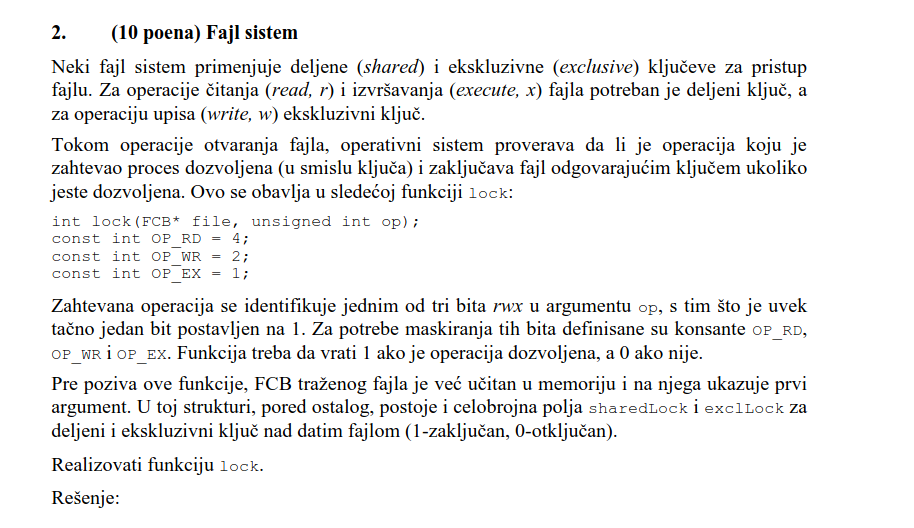 2. (10 poena) Fajl sistem
Neki fajl sistem primenjuje deljene (shared) i ekskluzivne (exclusive) ključeve za pristup
fajlu. Za operacije čitanja (read, r) i izvršavanja (execute, x) fajla potreban je deljeni ključ, a
za operaciju upisa (write, w) ekskluzivni ključ.
Tokom operacije otvaranja fajla, operativni sistem proverava da li je operacija koju je
zahtevao proces dozvoljena (u smislu ključa) i zaključava fajl odgovarajućim ključem ukoliko
jeste dozvoljena. Ovo se obavlja u sledećoj funkciji lock:
int lock(FCB* file, unsigned int op);
const int OP_RD = 4;
const int OP_WR = 2;
const int OP_EX = 1;
Zahtevana operacija se identifikuje jednim od tri bita rwx u argumentu op, s tim što je uvek
tačno jedan bit postavljen na 1. Za potrebe maskiranja tih bita definisane su konsante OP_RD,
OP_WR i OP_EX. Funkcija treba da vrati 1 ako je operacija dozvoljena, a 0 ako nije.
Pre poziva ove funkcije, FCB traženog fajla je već učitan u memoriju i na njega ukazuje prvi
argument. U toj strukturi, pored ostalog, postoje i celobrojna polja sharedLock i exclLock za
deljeni i ekskluzivni ključ nad datim fajlom (1-zaključan, 0-otključan).
Realizovati funkciju lock.
Rešenje: